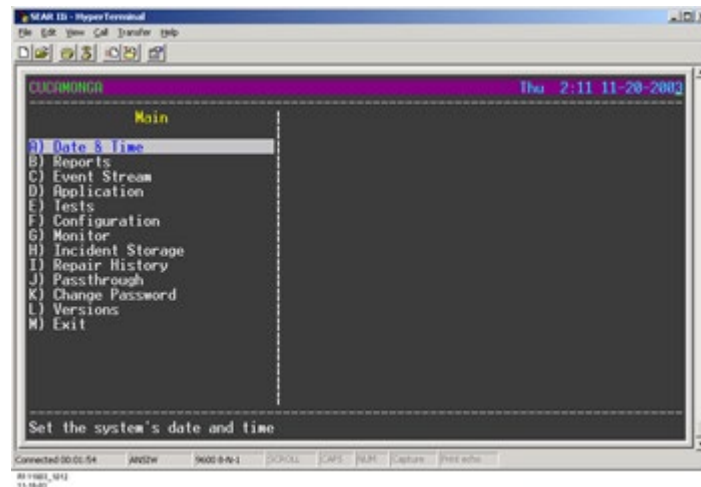 SEAR IIi - HyperTerminal
File Edit View Call Transfer Help
CUCAMONGA Thu 2:11 11-20-2003
Main
A) Date & Time
B) Reports
C) Event Stream
D) Application
E) Tests
F) Configuration
G) Monitor
H) Incident Storage
I) Repair History
J) Passthrough
K) Change Password
L) Versions
M) Exit
Set the system's date and time
Connected 00:01:54 ANSIW 9600 8-N-1 SCROLL CAPS NUM Capture Print echo